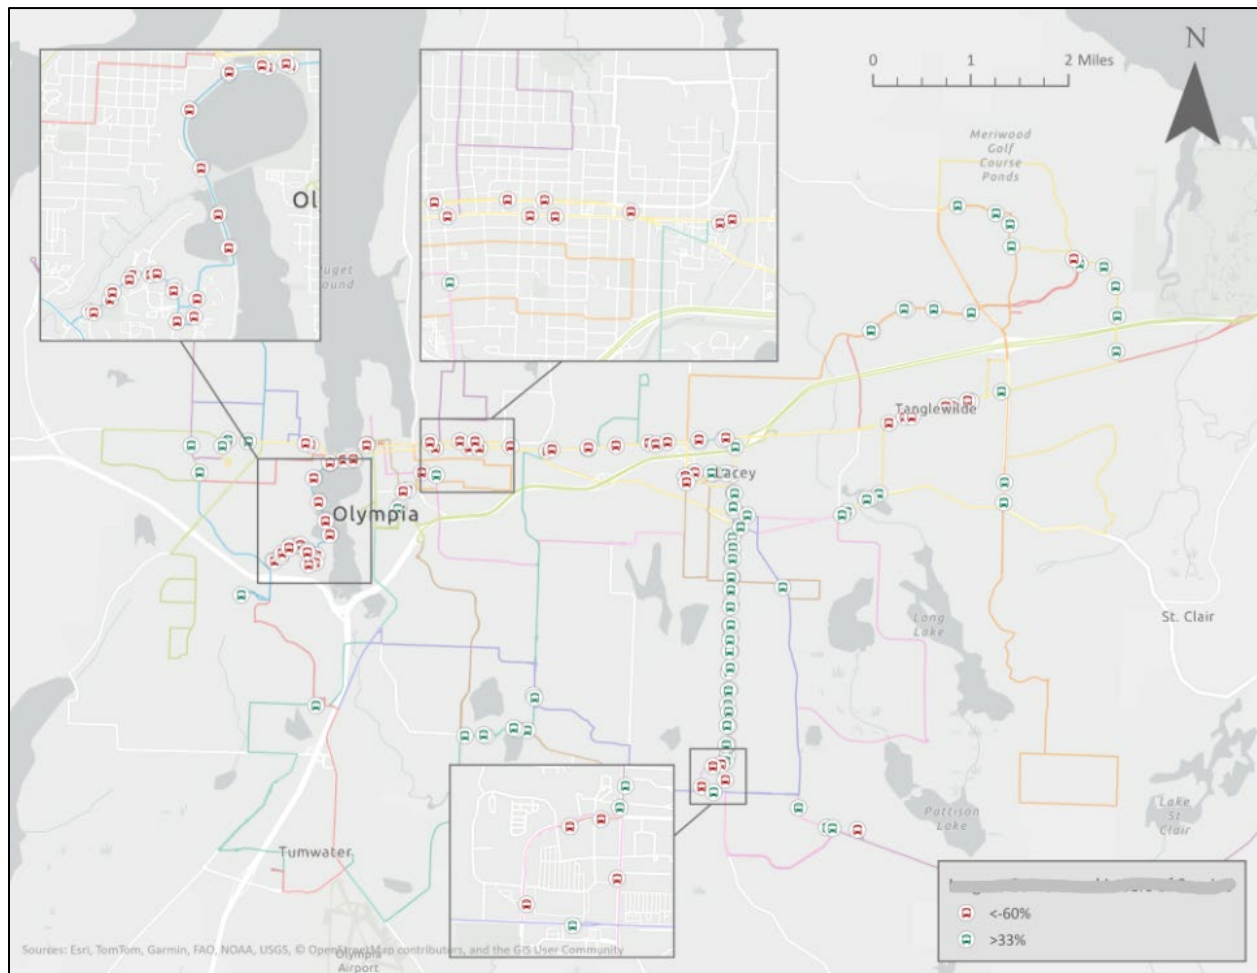 N
0 1 2 Miles
Meriwood
Golf
Course
Ponds
Ol
Tanglewilde
Lacey
Olympia
Long
Lake
St. Clair
Pattison
Lake
Lake
St
Clair
Tumwater
<-60%
>33%
Sources: Esri, TomTom, Garmin, FAO, NOAA, USGS, © OpenStreetMap contributors, and the GIS User Community
Olympia
Airport